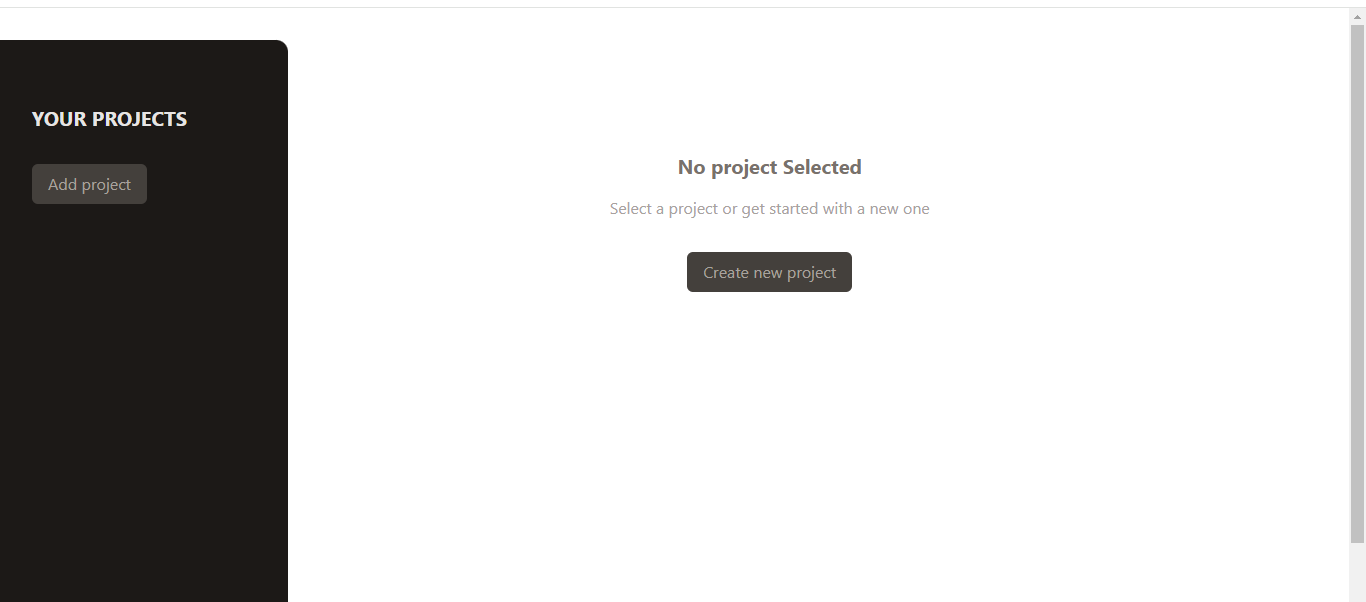 YOUR PROJECTS
Add project
No project Selected
Select a project or get started with a new one
Create new project